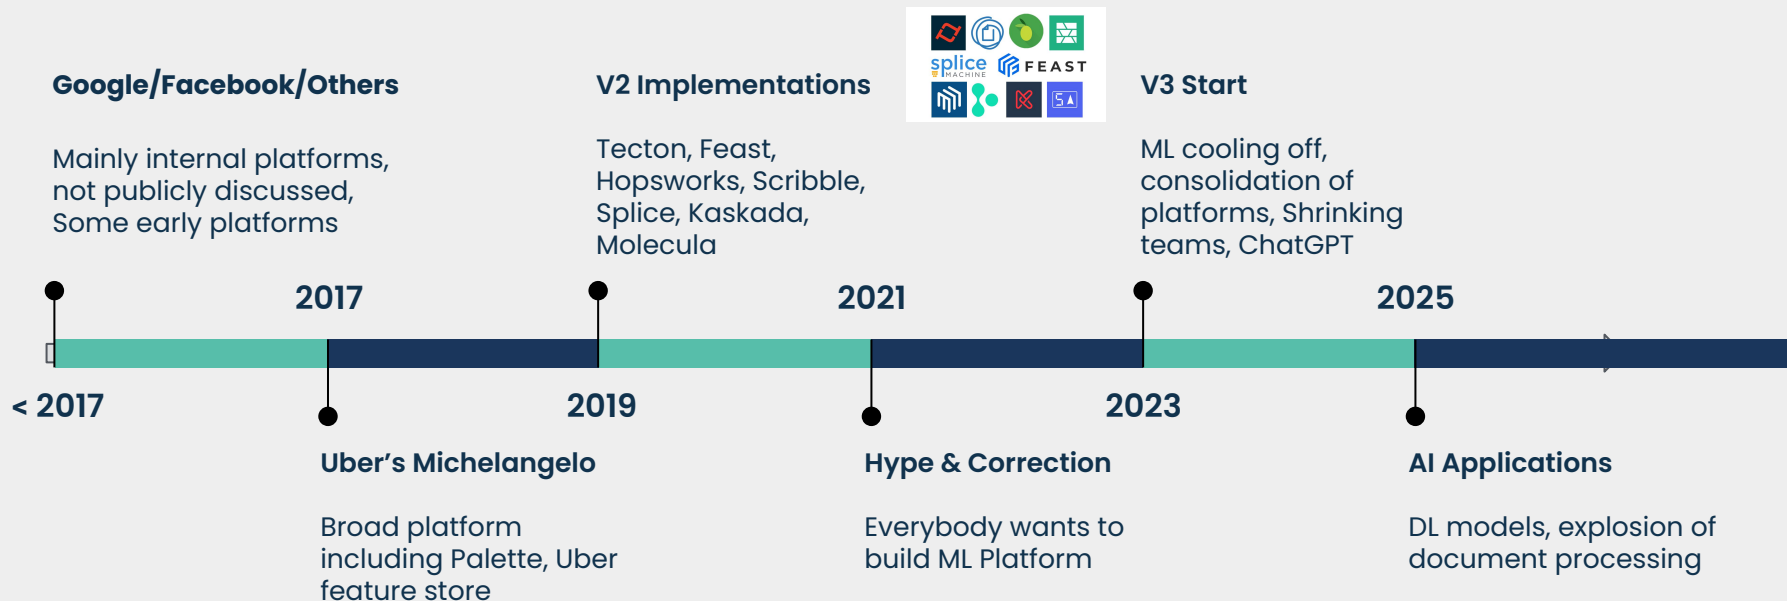 Google/Facebook/Others
Mainly internal platforms,
not publicly discussed,
Some early platforms
V2 Implementations
Tecton, Feast,
Hopsworks, Scribble,
Splice, Kaskada,
Molecula
splice
MACHINE
FEAST
V3 Start
ML cooling off,
consolidation of
platforms, Shrinking
teams, ChatGPT
2017
2021
2025
< 2017
2019
2023
Uber’s Michelangelo
Broad platform
including Palette, Uber
feature store
Hype & Correction
Everybody wants to
build ML Platform
AI Applications
DL models, explosion of
document processing